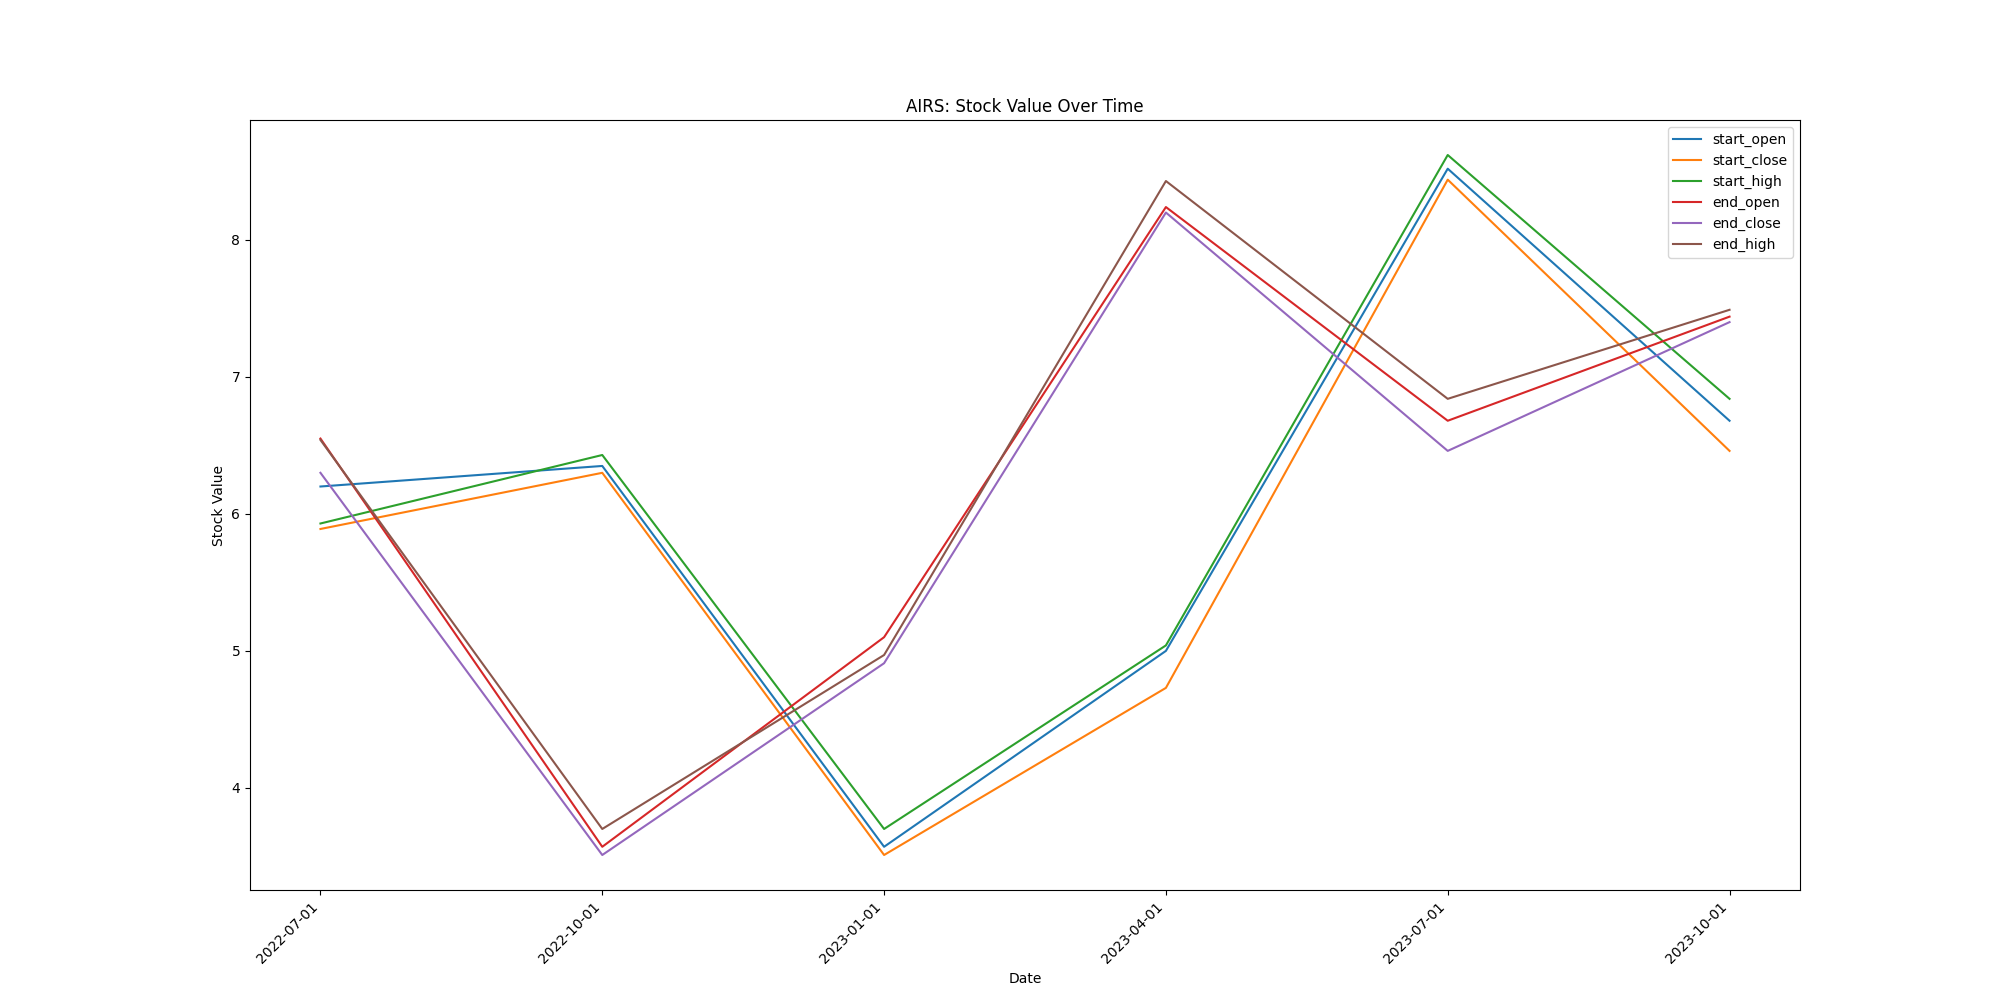 AIRS: Stock Value Over Time
start_open
start_close
start_high
end_open
end_close
end_high
Stock Value
8
7
6
5
4
2022-07-01
2022-10-01
2023-01-01
2023-04-01
2023-07-01
2023-10-01
Date